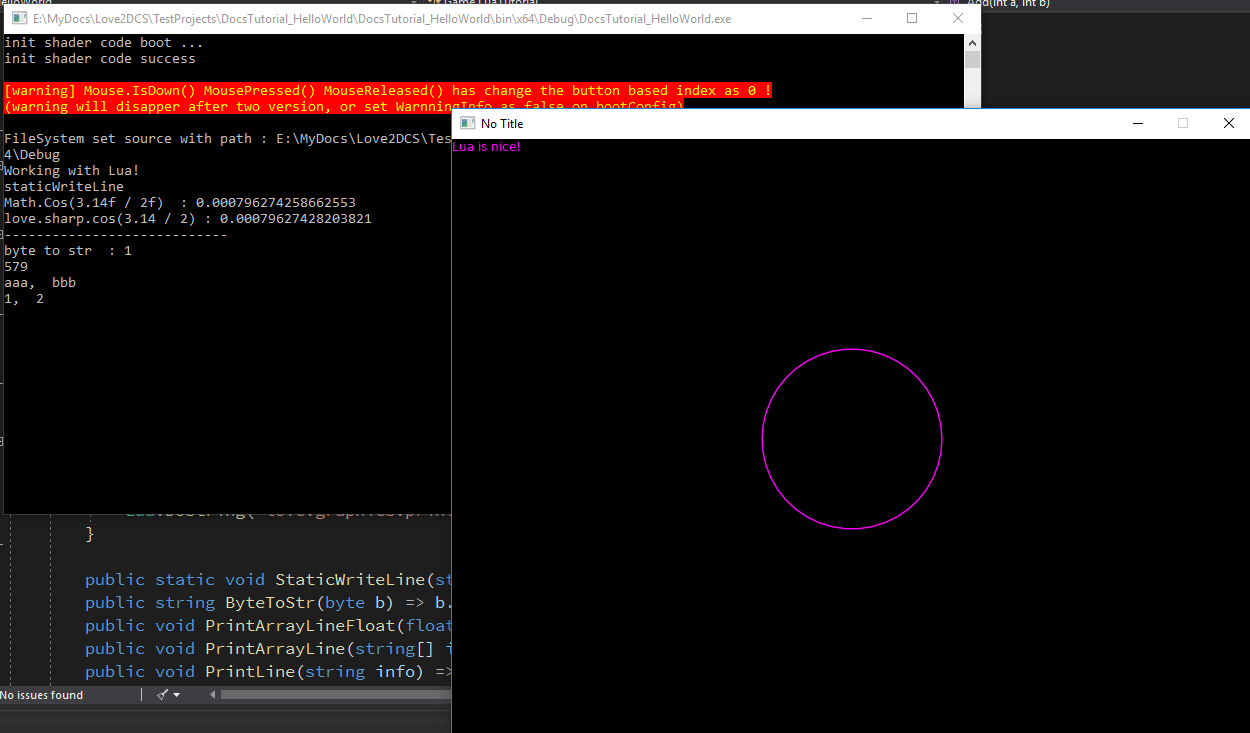 Add(int a, int b)
E:\MyDocs\Love2DCS\TestProjects\DocsTutorial_HelloWorld\DocsTutorial_HelloWorld\bin\x64\Debug\DocsTutorial_HelloWorld.exe
init shader code boot ...
init shader code success
[warning] Mouse.IsDown() MousePressed() MouseReleased() has change the button based index as 0 !
(warning will disapper after two version, or set WarnningInfo as false on bootConfig)
FileSystem set source with path : E:\MyDocs\Love2DCS\Tes
4\Debug
Working with Lua!
staticWriteLine
Math.Cos(3.14f / 2f)  : 0.000796274258662553
love.sharp.cos(3.14 / 2) : 0.00079627428203821
----------------------------
byte to str  : 1
579
aaa,  bbb
1,  2
No Title
Lua is nice!
}
public static void StaticWriteLine(st
public string ByteToStr(byte b) => b.
public void PrintArrayLineFloat(float
public void PrintArrayLine(string[] i
public void PrintLine(string info) =>
No issues found